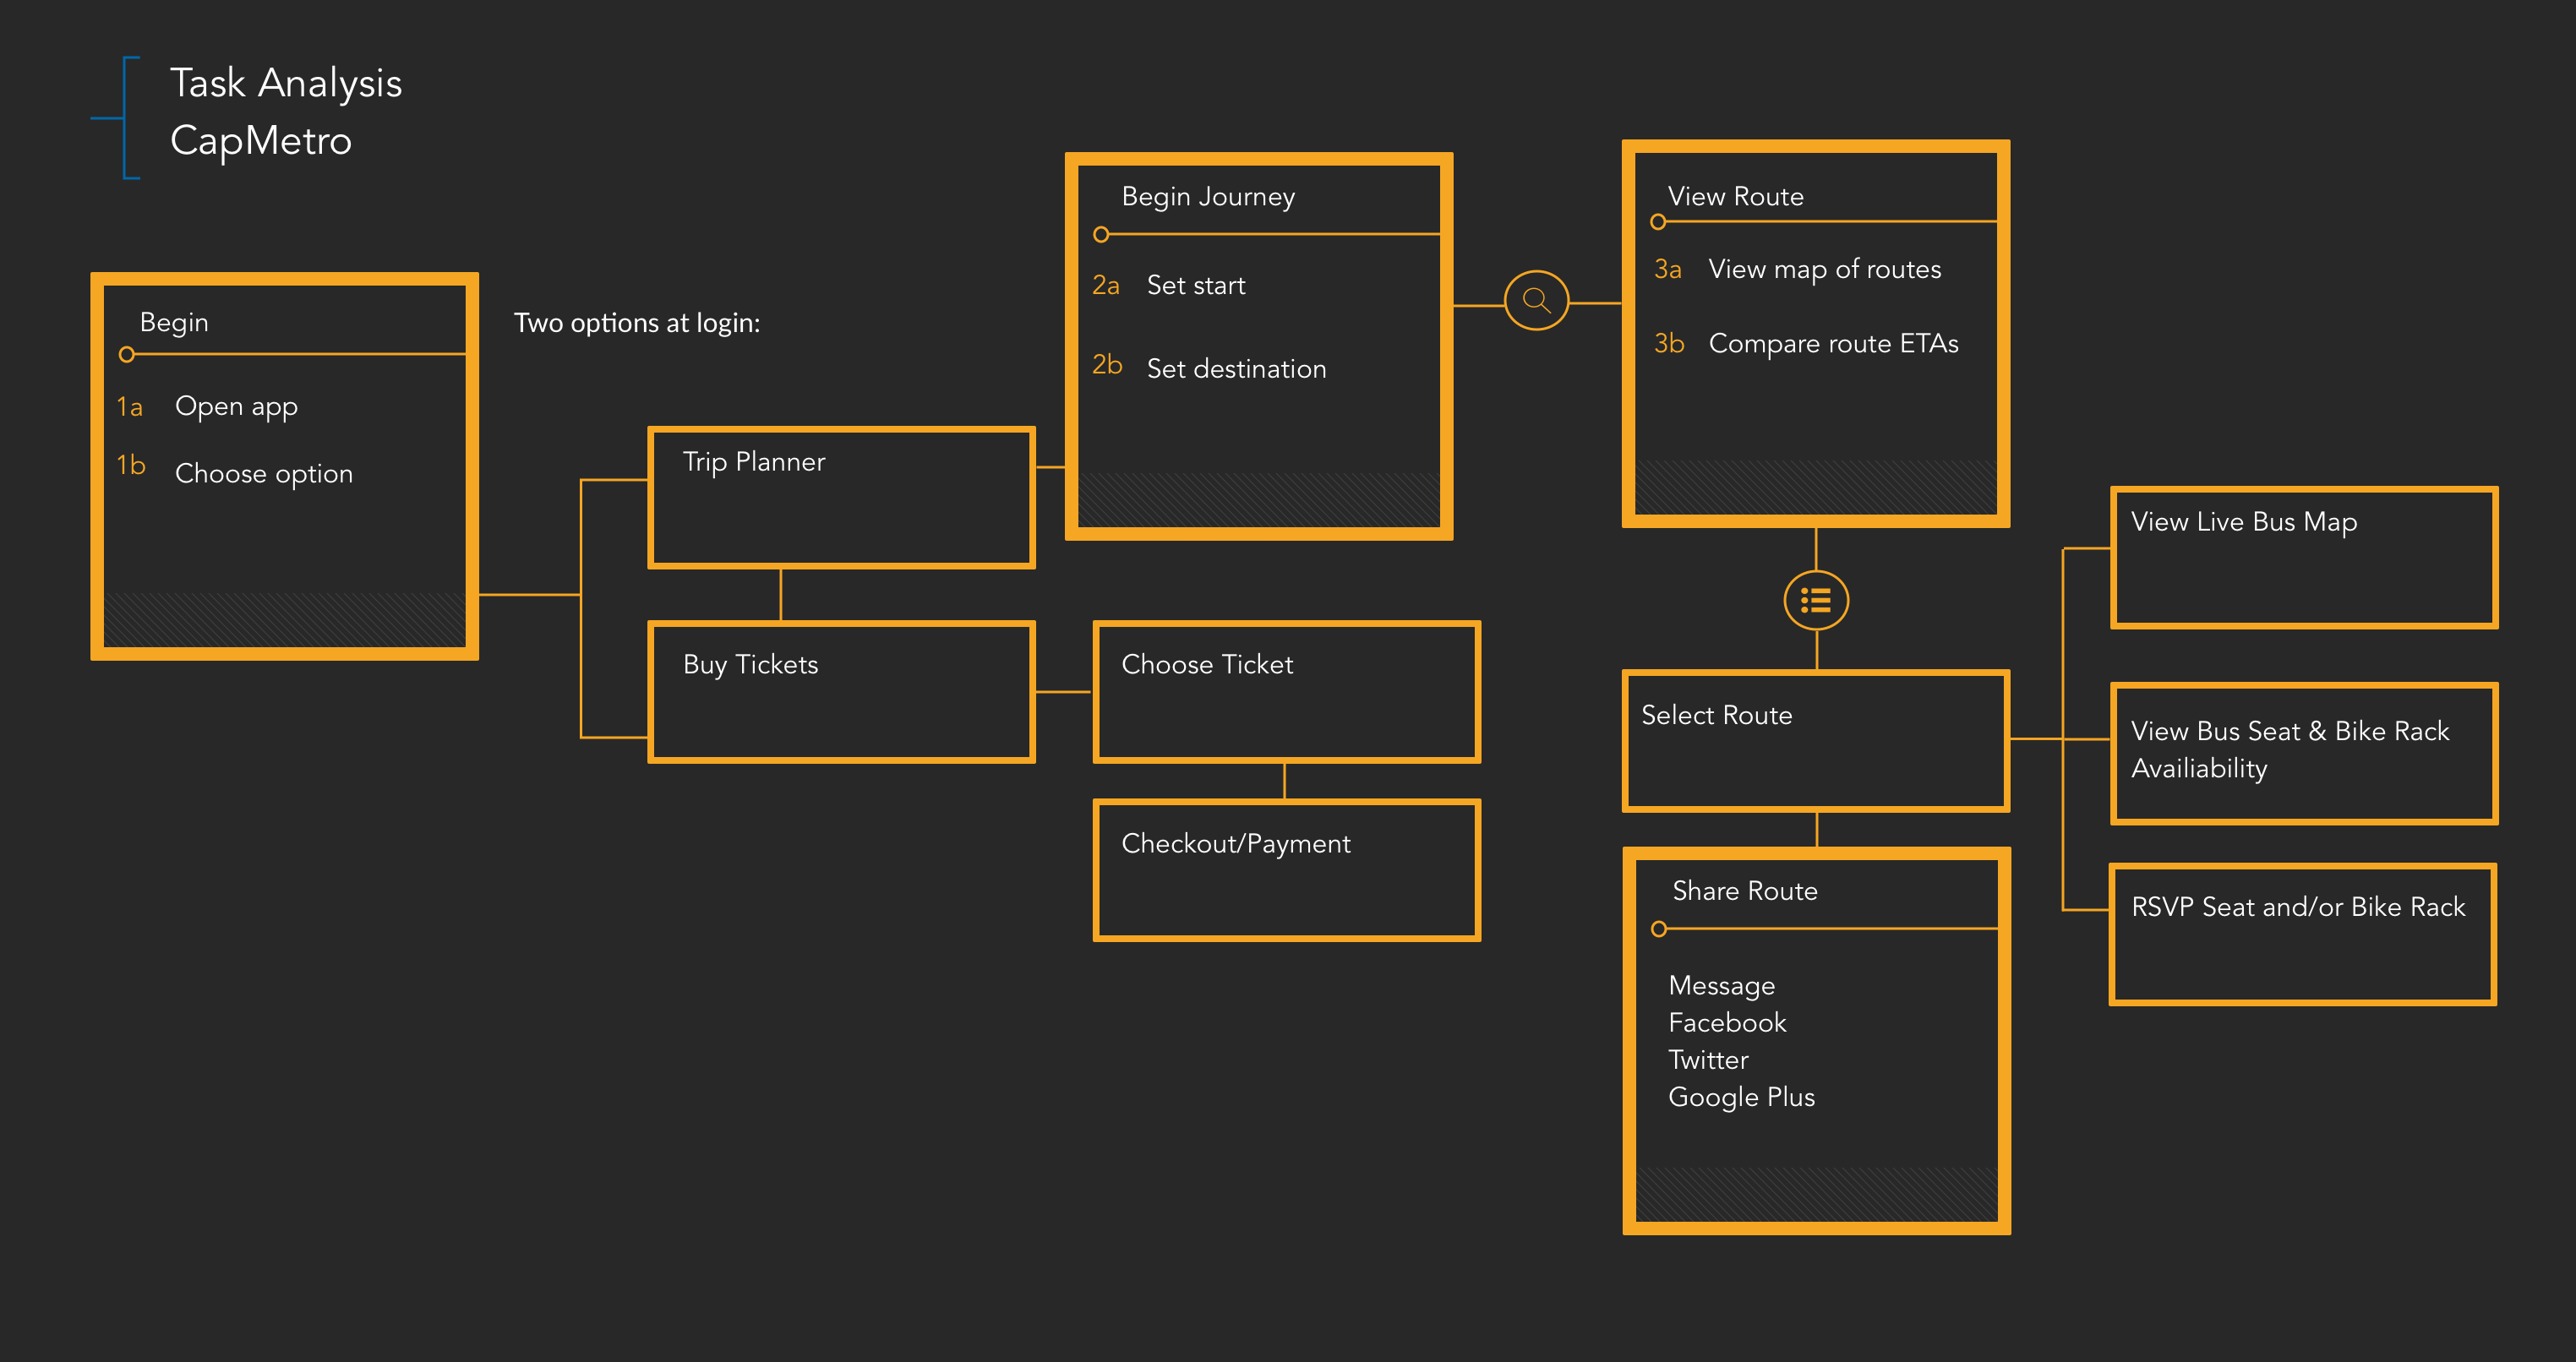 Task Analysis
CapMetro
Begin
1a Open app
1b Choose option
Two options at login:
Trip Planner
Buy Tickets
Begin Journey
2a Set start
2b Set destination
Choose Ticket
Checkout/Payment
View Route
3a View map of routes
3b Compare route ETAs
Select Route
Share Route
Message
Facebook
Twitter
Google Plus
View Live Bus Map
View Bus Seat & Bike Rack
Availiability
RSVP Seat and/or Bike Rack